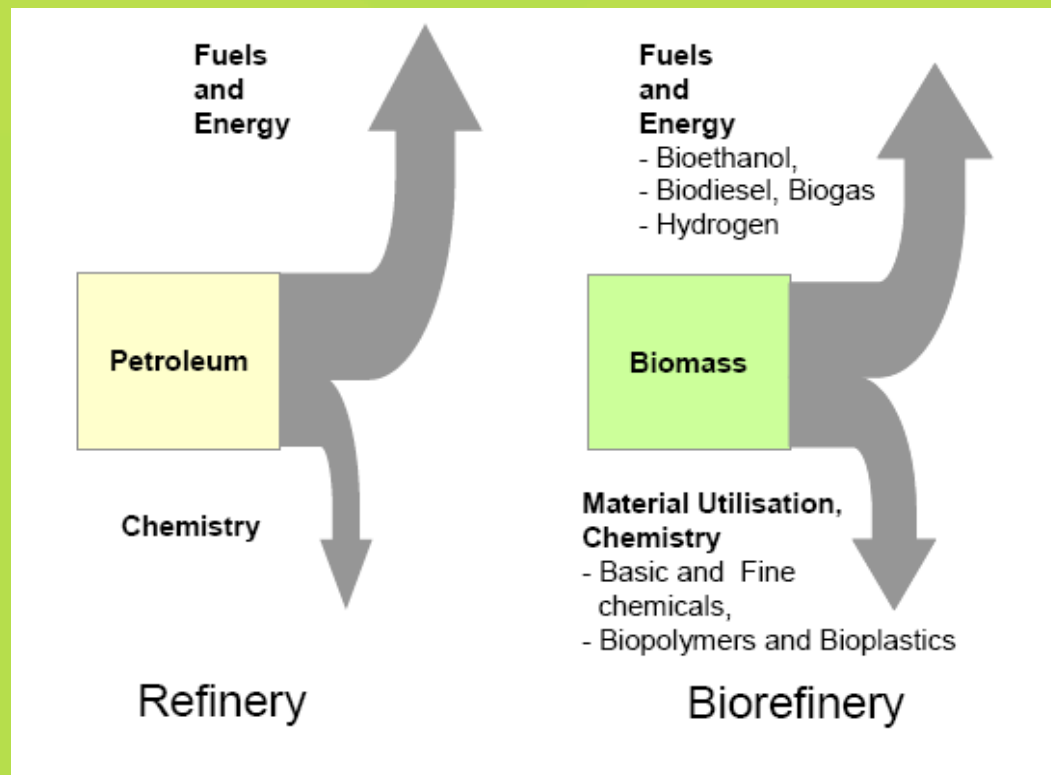 Fuels
and
Energy
Petroleum
Chemistry
Refinery
Fuels
and
Energy
- Bioethanol,
- Biodiesel, Biogas
- Hydrogen
Biomass
Material Utilisation,
Chemistry
- Basic and Fine
chemicals,
- Biopolymers and Bioplastics
Biorefinery